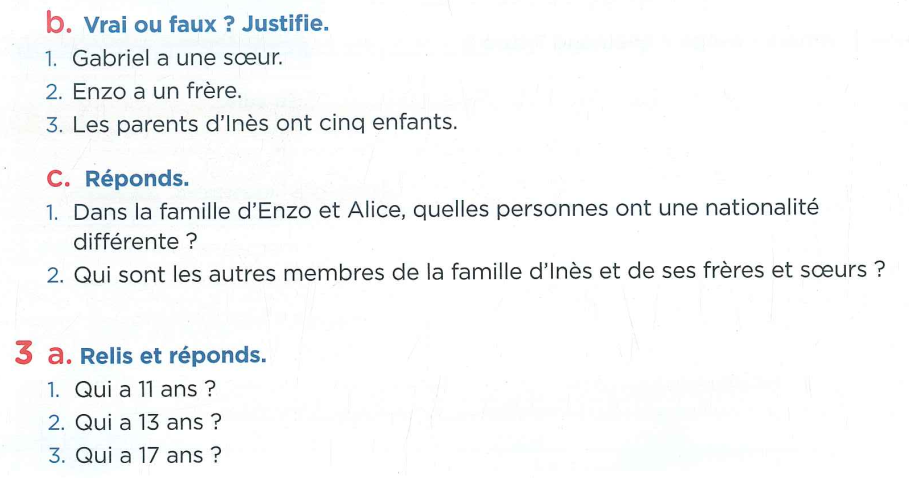 b. Vrai ou faux ? Justifie.
1. Gabriel a une sœur.
2. Enzo a un frère.
3. Les parents d'Inès ont cinq enfants.
c. Réponds.
1. Dans la famille d'Enzo et Alice, quelles personnes ont une nationalité
différente ?
2. Qui sont les autres membres de la famille d'Inès et de ses frères et sœurs ?
3 a. Relis et réponds.
1. Qui a 11 ans ?
2. Qui a 13 ans ?
3. Qui a 17 ans ?